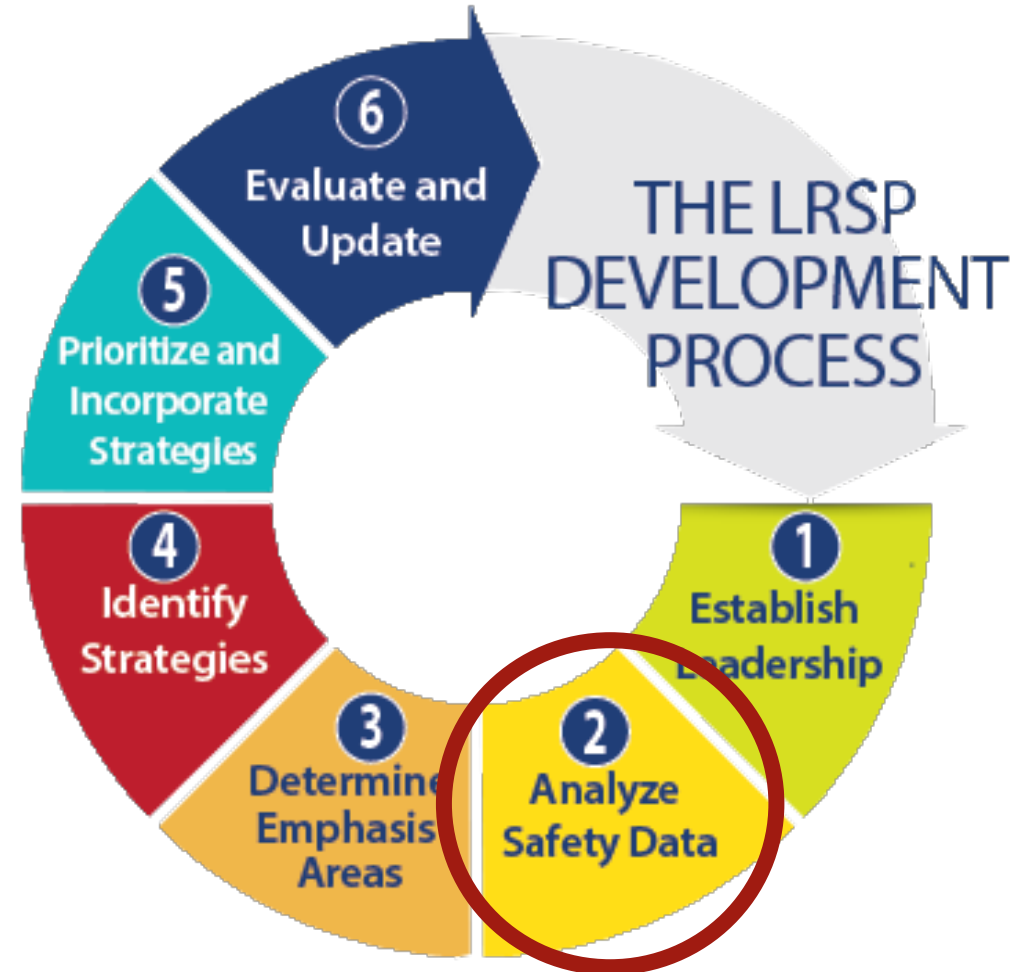 THE LRSP
DEVELOPMENT
PROCESS
1
Establish
Leadership
2
Analyze
Safety Data
3
Determine
Emphasis
Areas
4
Identify
Strategies
5
Prioritize and
Incorporate
Strategies
6
Evaluate and
Update